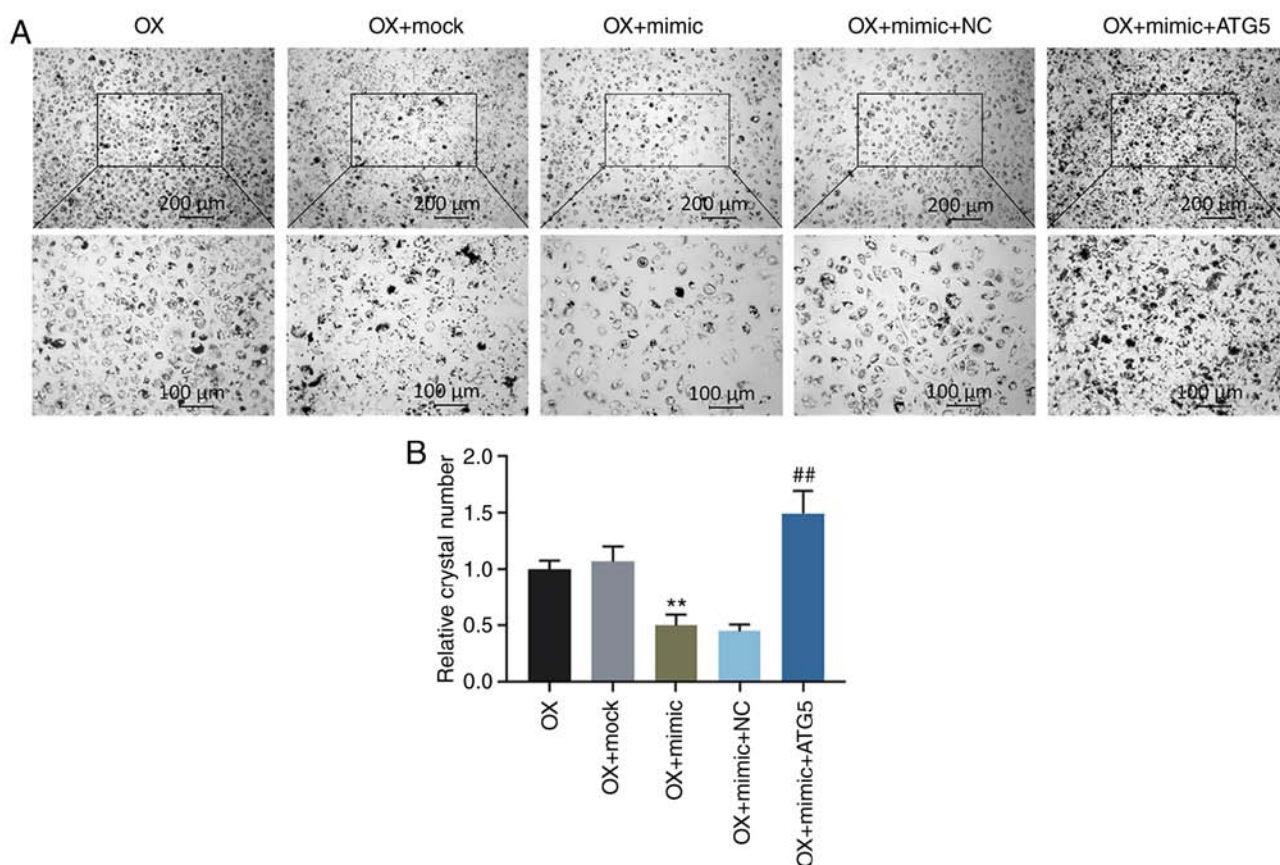 A
OX
OX+mock
OX+mimic
OX+mimic+NC
OX+mimic+ATG5
200 µm
200 µm
200 µm
200 µm
200 µm
100 µm
100 µm
100 µm
100 µm
100 µm
B
Relative crystal number
2.0
1.5
1.0
0.5
0.0
**
##
OX
OX+mock
OX+mimic
OX+mimic+NC
OX+mimic+ATG5